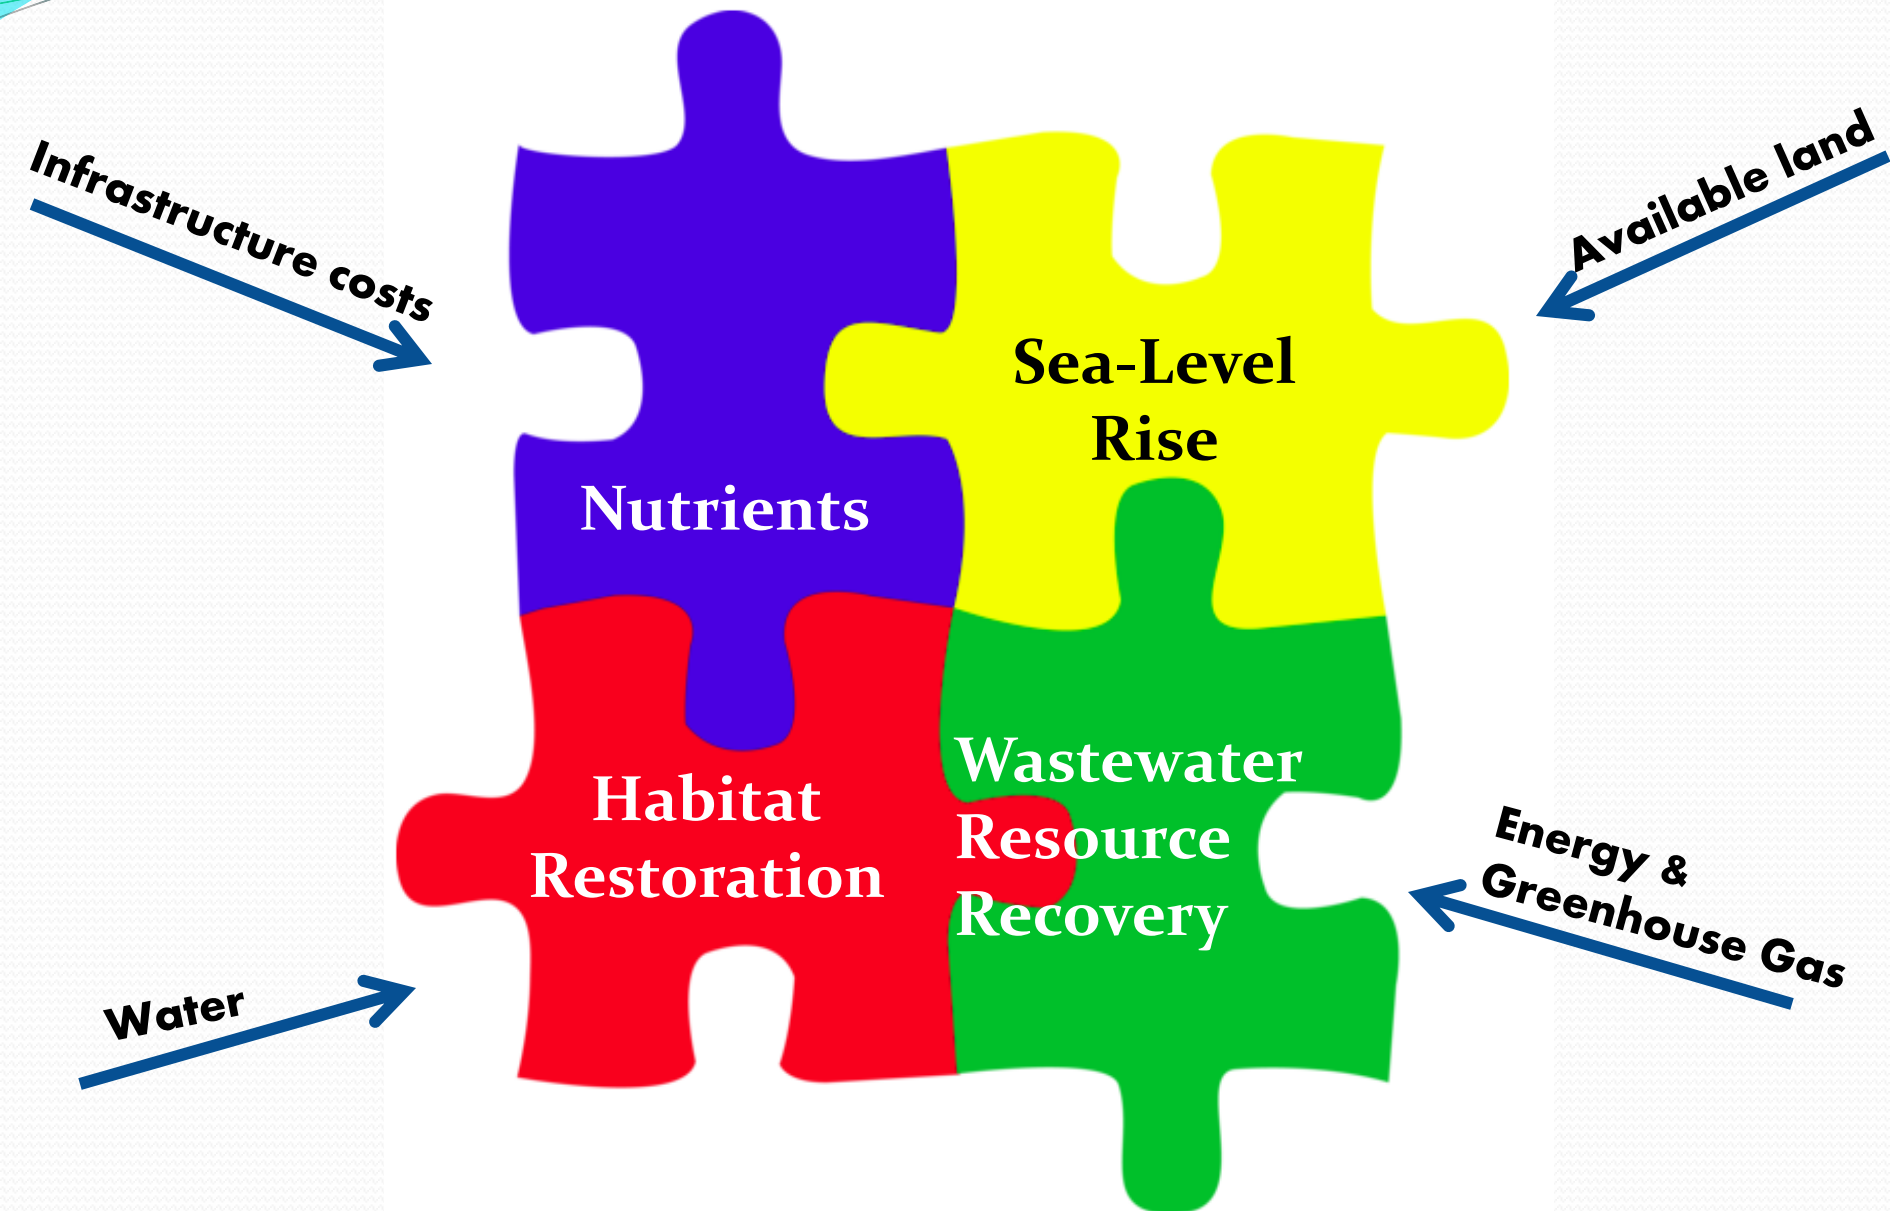 Infrastructure costs
Available land
Sea-Level
Rise
Nutrients
Habitat
Restoration
Wastewater
Resource
Recovery
Energy &
Greenhouse Gas
Water